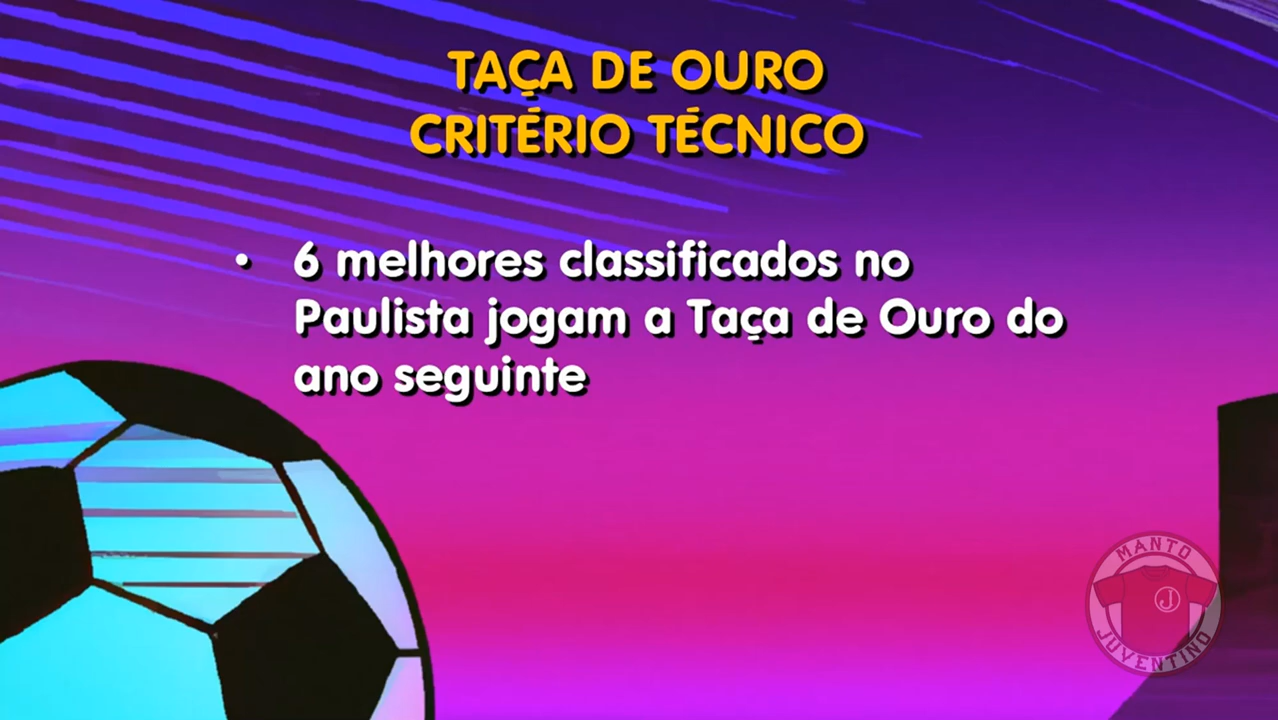 TAÇA DE OURO
CRITÉRIO TÉCNICO
• 6 melhores classificados no
Paulista jogam a Taça de Ouro do
ano seguinte
MANTO
J
JUVENTINO